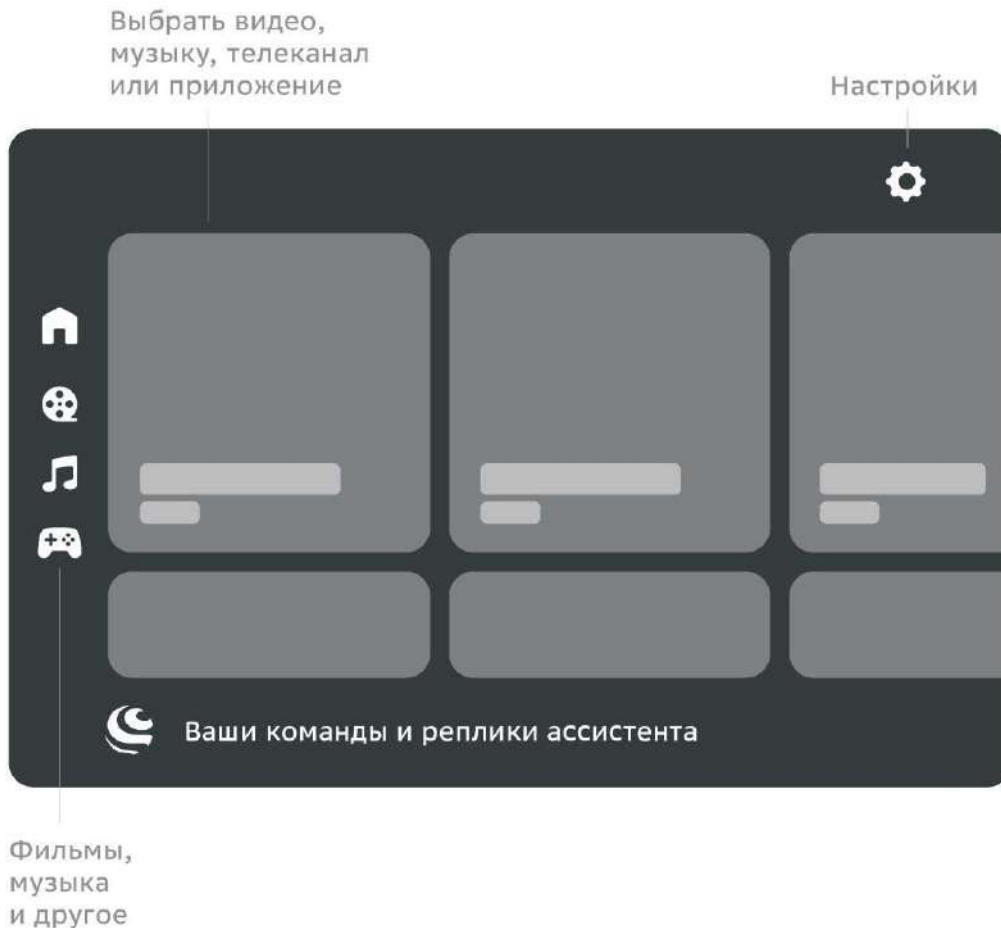 Выбрать видео,
музыку, телеканал
или приложение
Настройки
Ваши команды и реплики ассистента
Фильмы,
музыка
и другое